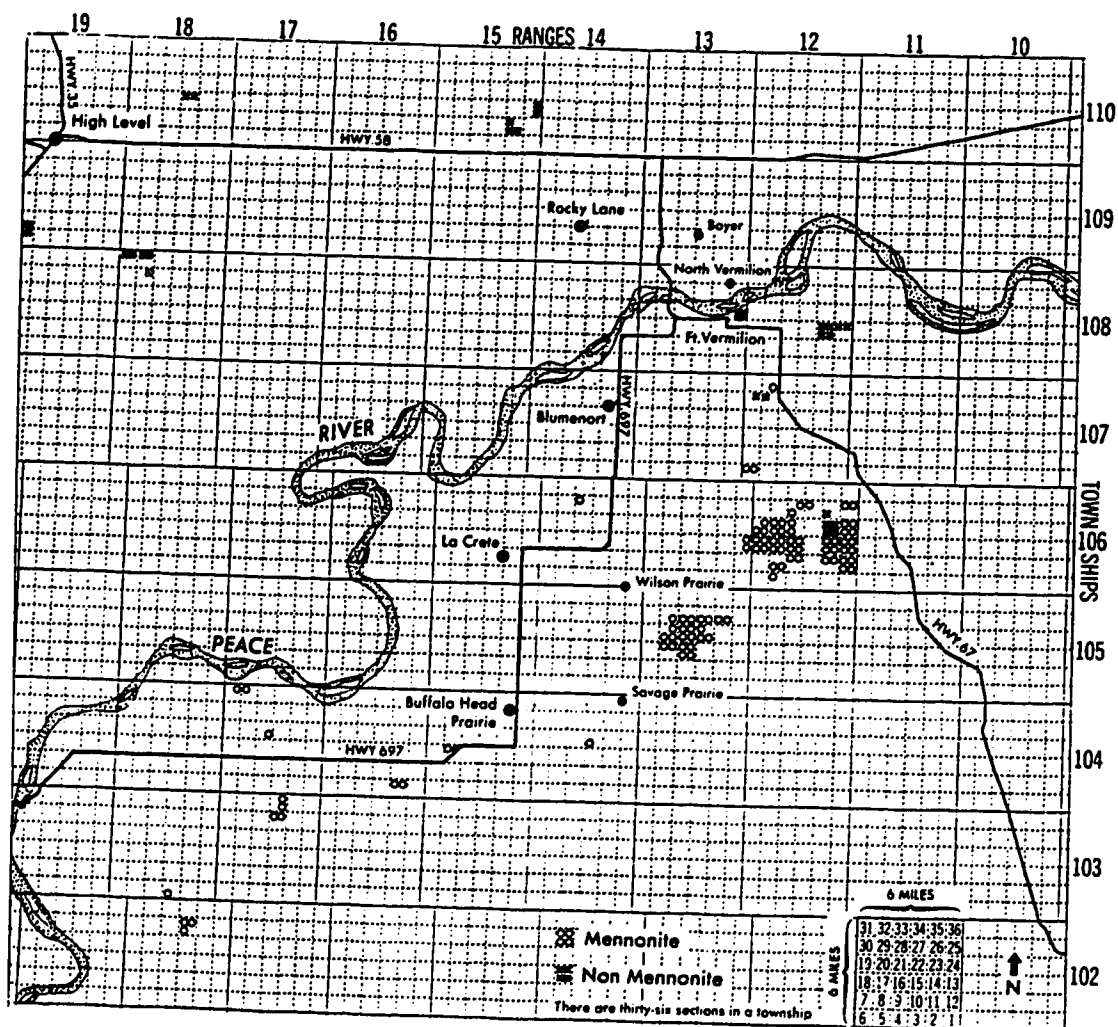 19 18 17 16 15 RANGES 14 13 12 11 10
HWY. 35
110
High Level
HWY. 58
109
Rocky Lane
Boyer
North Vermilion
108
Ft. Vermilion
HWY 697
Blumenort
107
RIVER
TOWNSHIPS
106
La Crete
Wilson Prairie
HWY. 67
105
PEACE
Savage Prairie
Buffalo Head
Prairie
104
HWY 697
103
6 MILES
Mennonite
Non Mennonite
There are thirty-six sections in a township
6 MILES
31 32 33 34 35 36
30 29 28 27 26 25
19 20 21 22 23 24
18 17 16 15 14 13
7 8 9 10 11 12
6 5 4 3 2 1
N
102